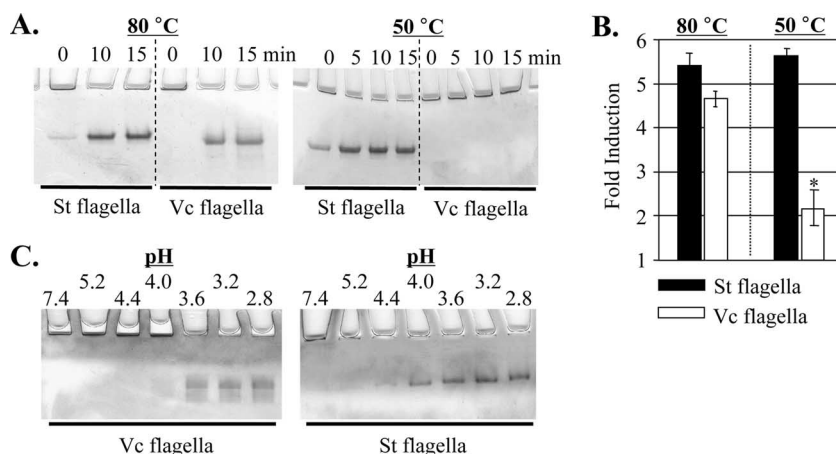 A.
80 °C
50 °C
0 10 15 0 10 15 min
0 5 10 15 0 5 10 15 min
St flagella
Vc flagella
St flagella
Vc flagella
B.
80 °C 50 °C
Fold Induction
6
5
4
3
2
1
*
St flagella
Vc flagella
C.
pH
7.4 5.2 4.4 4.0 3.6 3.2 2.8
Vc flagella
pH
7.4 5.2 4.4 4.0 3.6 3.2 2.8
St flagella